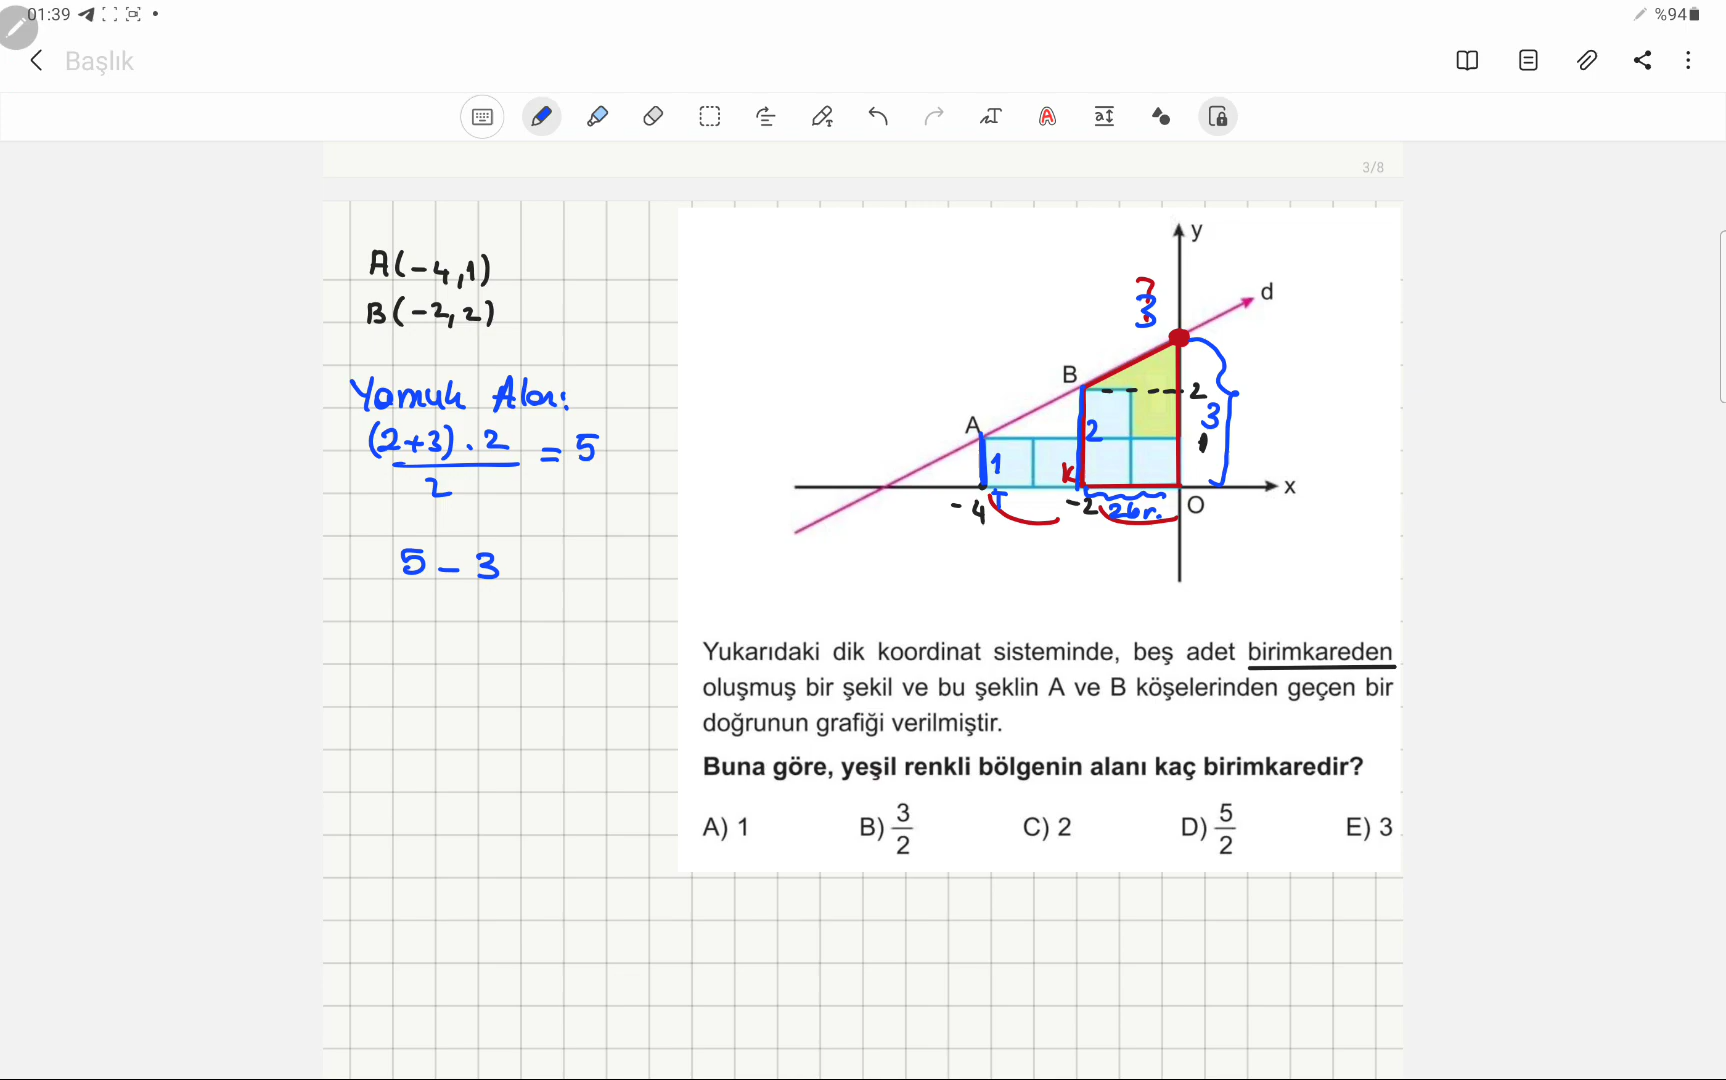 01:39
%94
Başlık
3/8
A(-4,1)
B(-2,2)
Yamuk Alan:
(2+3).2
= 5
2
5 - 3
y
d
?
3
B
2
3
A
2
1
1
K
x
-4
T
-2
2br.
O
Yukarıdaki dik koordinat sisteminde, beş adet birimkareden
oluşmuş bir şekil ve bu şeklin A ve B köşelerinden geçen bir
doğrunun grafiği verilmiştir.
Buna göre, yeşil renkli bölgenin alanı kaç birimkaredir?
A) 1 B) 3/2 C) 2 D) 5/2 E) 3